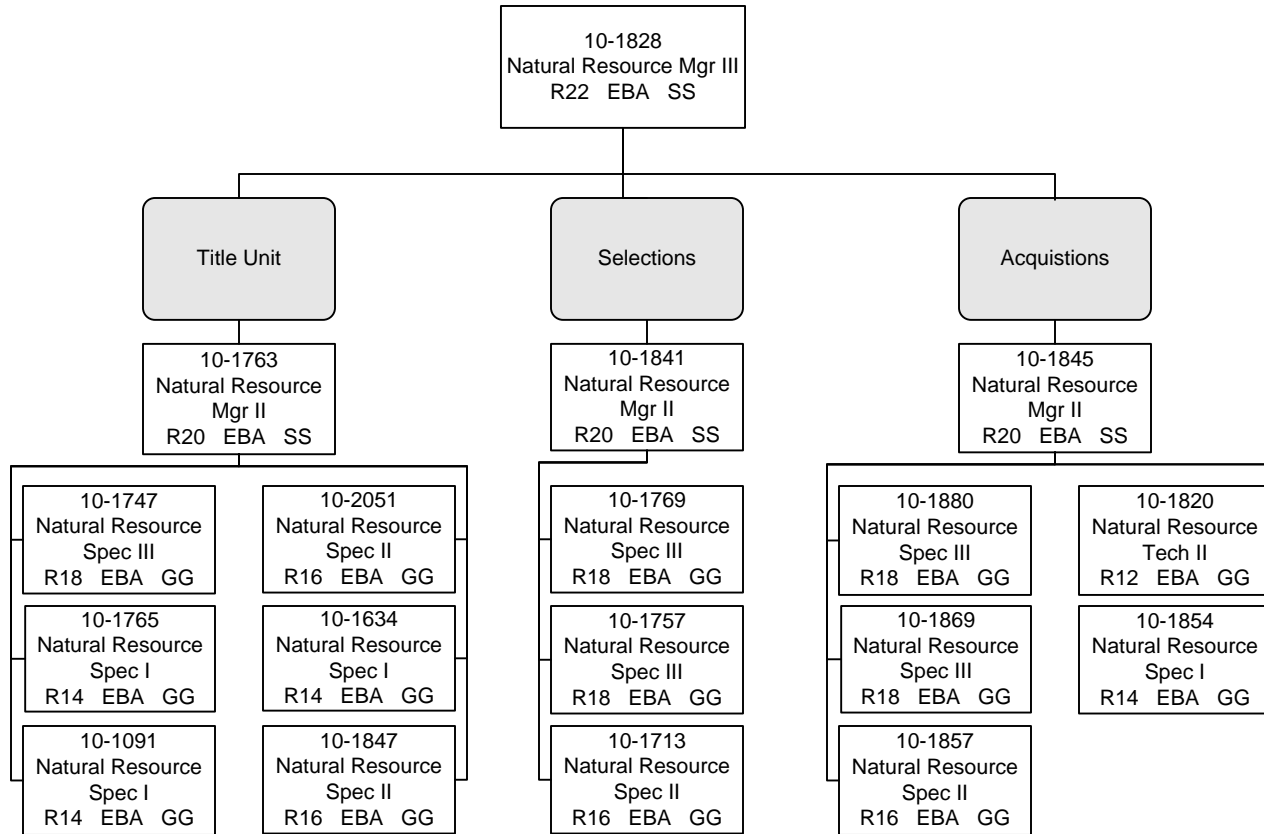 10-1828
Natural Resource Mgr III
R22 EBA SS
Title Unit
Selections
Acquistions
10-1763
Natural Resource
Mgr II
R20 EBA SS
10-1841
Natural Resource
Mgr II
R20 EBA SS
10-1845
Natural Resource
Mgr II
R20 EBA SS
10-1747
Natural Resource
Spec III
R18 EBA GG
10-2051
Natural Resource
Spec II
R16 EBA GG
10-1769
Natural Resource
Spec III
R18 EBA GG
10-1880
Natural Resource
Spec III
R18 EBA GG
10-1820
Natural Resource
Tech II
R12 EBA GG
10-1765
Natural Resource
Spec I
R14 EBA GG
10-1634
Natural Resource
Spec I
R14 EBA GG
10-1757
Natural Resource
Spec III
R18 EBA GG
10-1869
Natural Resource
Spec III
R18 EBA GG
10-1854
Natural Resource
Spec I
R14 EBA GG
10-1091
Natural Resource
Spec I
R14 EBA GG
10-1847
Natural Resource
Spec II
R16 EBA GG
10-1713
Natural Resource
Spec II
R16 EBA GG
10-1857
Natural Resource
Spec II
R16 EBA GG